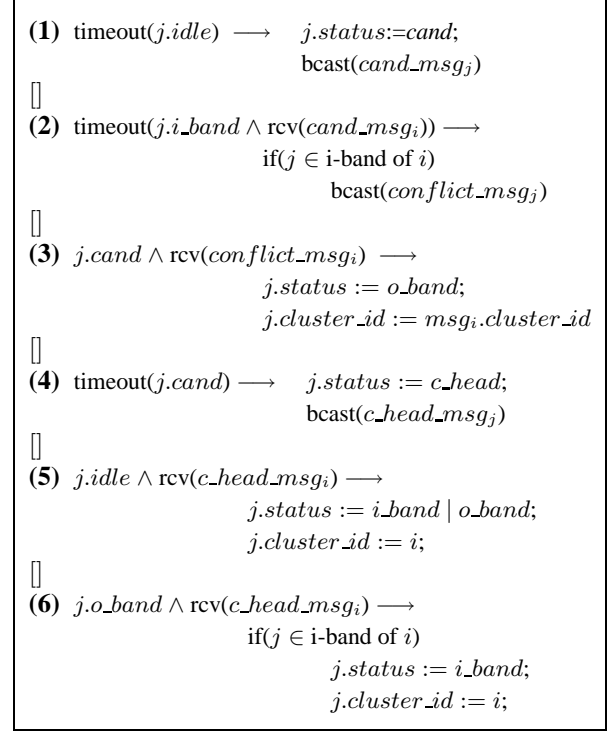 (1) timeout(j.idle) ⟶ j.status:=cand;
bcast(cand_msg_j)
[]
(2) timeout(j.i_band ∧ rcv(cand_msg_i)) ⟶
if(j ∈ i-band of i)
bcast(conflict_msg_j)
[]
(3) j.cand ∧ rcv(conflict_msg_i) ⟶
j.status := o_band;
j.cluster_id := msg_i.cluster_id
[]
(4) timeout(j.cand) ⟶ j.status := c_head;
bcast(c_head_msg_j)
[]
(5) j.idle ∧ rcv(c_head_msg_i) ⟶
j.status := i_band | o_band;
j.cluster_id := i;
[]
(6) j.o_band ∧ rcv(c_head_msg_i) ⟶
if(j ∈ i-band of i)
j.status := i_band;
j.cluster_id := i;